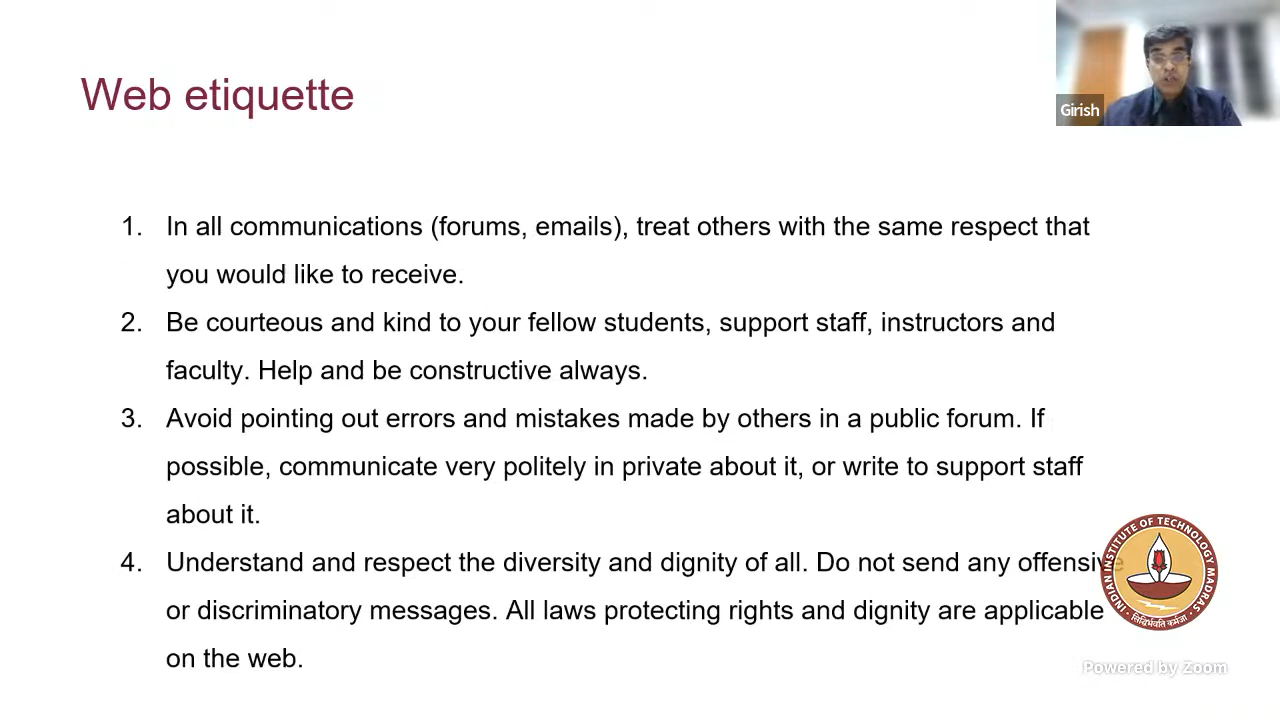 Web etiquette
Girish
1. In all communications (forums, emails), treat others with the same respect that
you would like to receive.
2. Be courteous and kind to your fellow students, support staff, instructors and
faculty. Help and be constructive always.
3. Avoid pointing out errors and mistakes made by others in a public forum. If
possible, communicate very politely in private about it, or write to support staff
about it.
4. Understand and respect the diversity and dignity of all. Do not send any offensive
or discriminatory messages. All laws protecting rights and dignity are applicable
on the web.
INDIAN INSTITUTE OF TECHNOLOGY MADRAS
सिद्धिर्भवति कर्मजा
Powered by Zoom